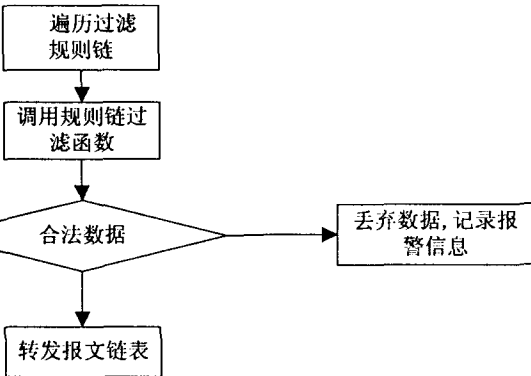 遍历过滤
规则链
调用规则链过
滤函数
合法数据
丢弃数据,记录报
警信息
转发报文链表